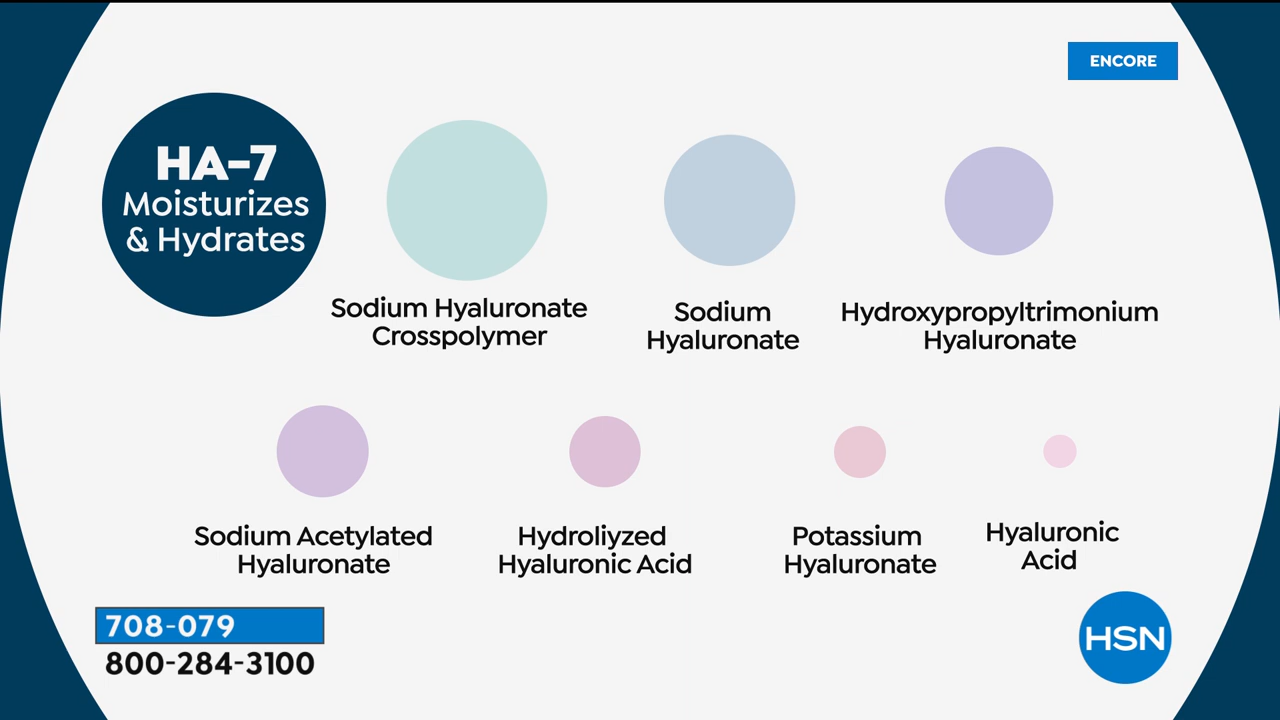 ENCORE
HA-7
Moisturizes
& Hydrates
Sodium Hyaluronate
Crosspolymer
Sodium
Hyaluronate
Hydroxypropyltrimonium
Hyaluronate
Sodium Acetylated
Hyaluronate
Hydroliyzed
Hyaluronic Acid
Potassium
Hyaluronate
Hyaluronic
Acid
708-079
800-284-3100
HSN